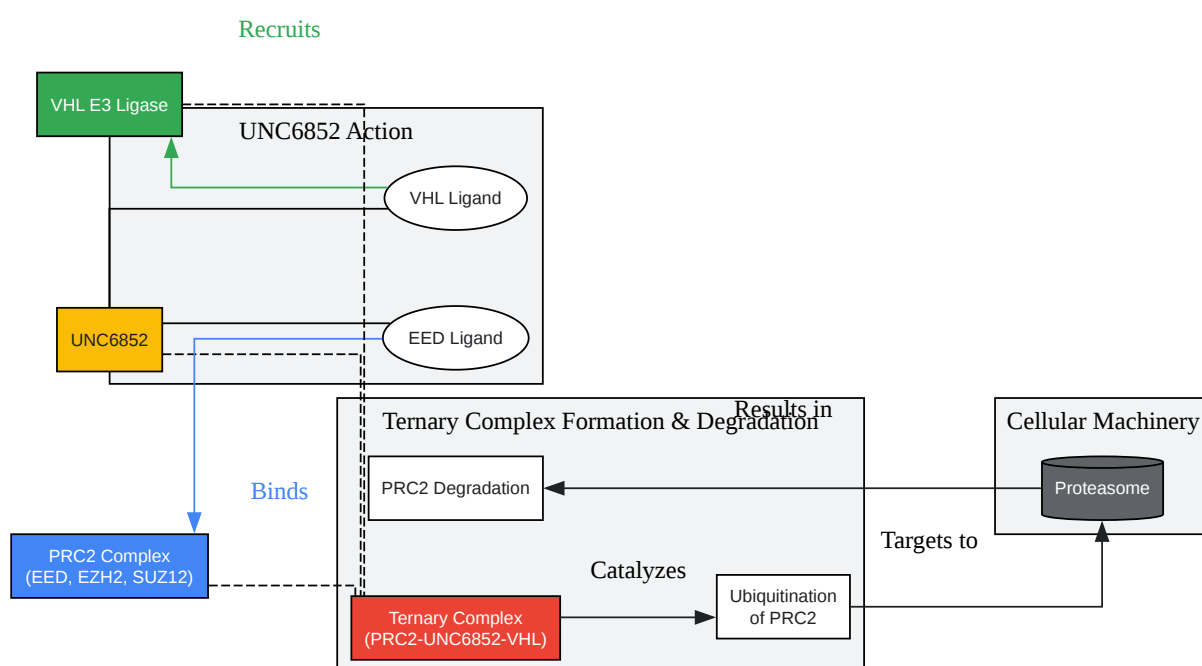 Recruits
VHL E3 Ligase
UNC6852 Action
VHL Ligand
UNC6852
EED Ligand
Results in
Ternary Complex Formation & Degradation
Cellular Machinery
PRC2 Degradation
Proteasome
Binds
Targets to
PRC2 Complex
(EED, EZH2, SUZ12)
Catalyzes
Ubiquitination
of PRC2
Ternary Complex
(PRC2-UNC6852-VHL)